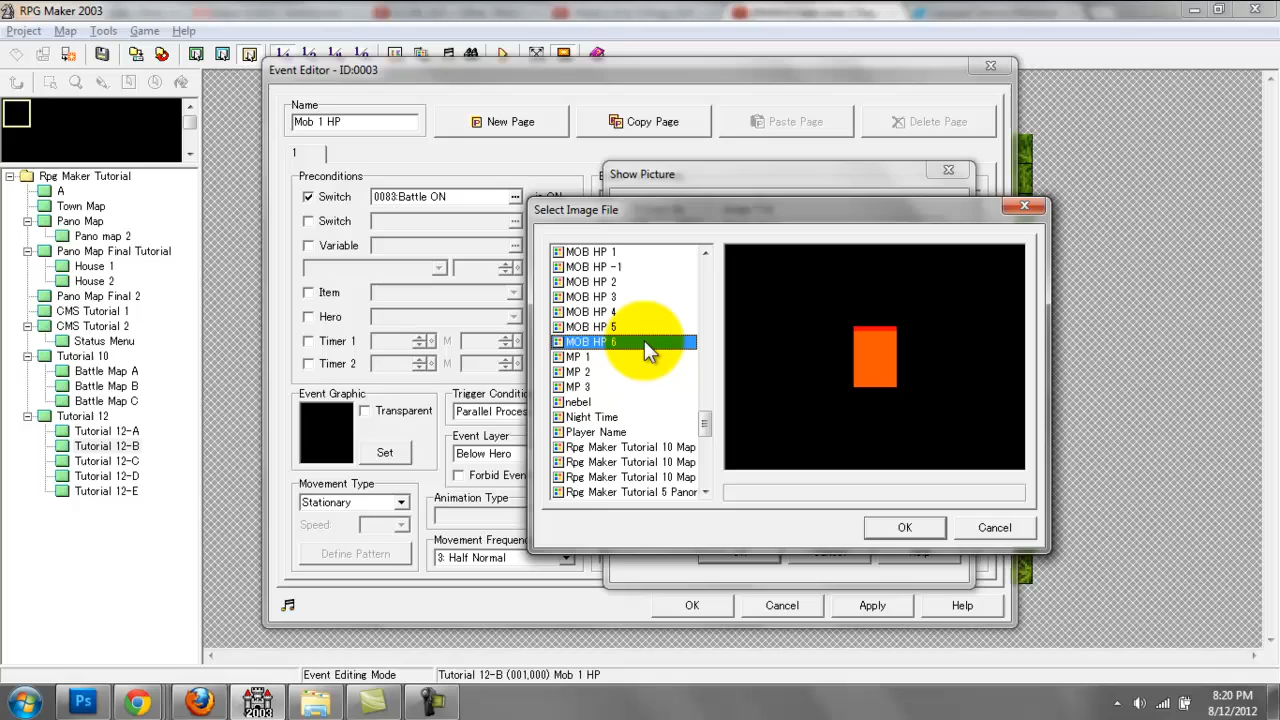 RPG Maker 2003
Project Map Tools Game Help
Event Editor - ID:0003
Name
Mob 1 HP
New Page
Copy Page
Paste Page
Delete Page
1
Preconditions
Switch
0083:Battle ON
Switch
Variable
Item
Hero
Timer 1
M
Timer 2
M
Event Graphic
Transparent
Set
Trigger Conditio
Parallel Proces
Event Layer
Below Hero
Forbid Even
Movement Type
Stationary
Speed:
Define Pattern
Animation Type
Movement Frequenc
3: Half Normal
Show Picture
Select Image File
MOB HP 1
MOB HP -1
MOB HP 2
MOB HP 3
MOB HP 4
MOB HP 5
MOB HP 6
MP 1
MP 2
MP 3
nebel
Night Time
Player Name
Rpg Maker Tutorial 10 Map
Rpg Maker Tutorial 10 Map
Rpg Maker Tutorial 10 Map
Rpg Maker Tutorial 5 Panor
OK
Cancel
OK
Cancel
Apply
Help
Rpg Maker Tutorial
A
Town Map
Pano Map
Pano map 2
Pano Map Final Tutorial
House 1
House 2
Pano Map Final 2
CMS Tutorial 1
CMS Tutorial 2
Status Menu
Tutorial 10
Battle Map A
Battle Map B
Battle Map C
Tutorial 12
Tutorial 12-A
Tutorial 12-B
Tutorial 12-C
Tutorial 12-D
Tutorial 12-E
Event Editing Mode
Tutorial 12-B (001,000) Mob 1 HP
Ps
2003
8:20 PM
8/12/2012